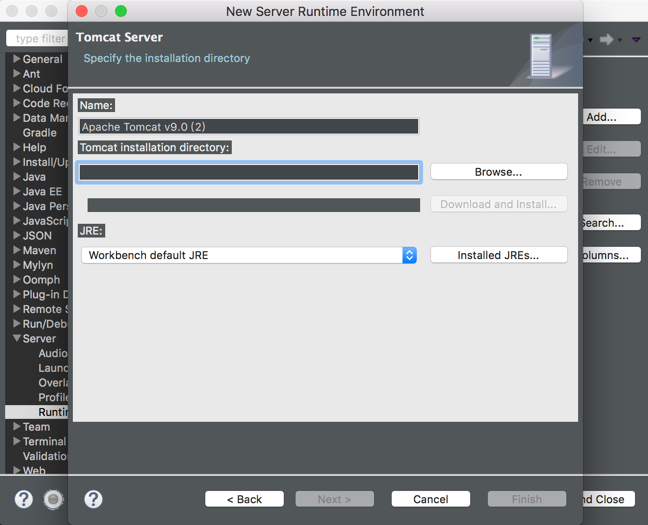 New Server Runtime Environment
Tomcat Server
Specify the installation directory
type filter
General
Ant
Cloud Fo
Code Rec
Data Man
Gradle
Help
Install/Up
Java
Java EE
Java Pers
JavaScrip
JSON
Maven
Mylyn
Oomph
Plug-in D
Remote S
Run/Debu
Server
Audio
Launc
Overla
Profile
Runtim
Team
Terminal
Validatio
Web
Name:
Apache Tomcat v9.0 (2)
Tomcat installation directory:
Browse...
Download and Install...
JRE:
Workbench default JRE
Installed JREs...
Add...
Edit...
Remove
Search...
olumns...
< Back
Next >
Cancel
Finish
nd Close